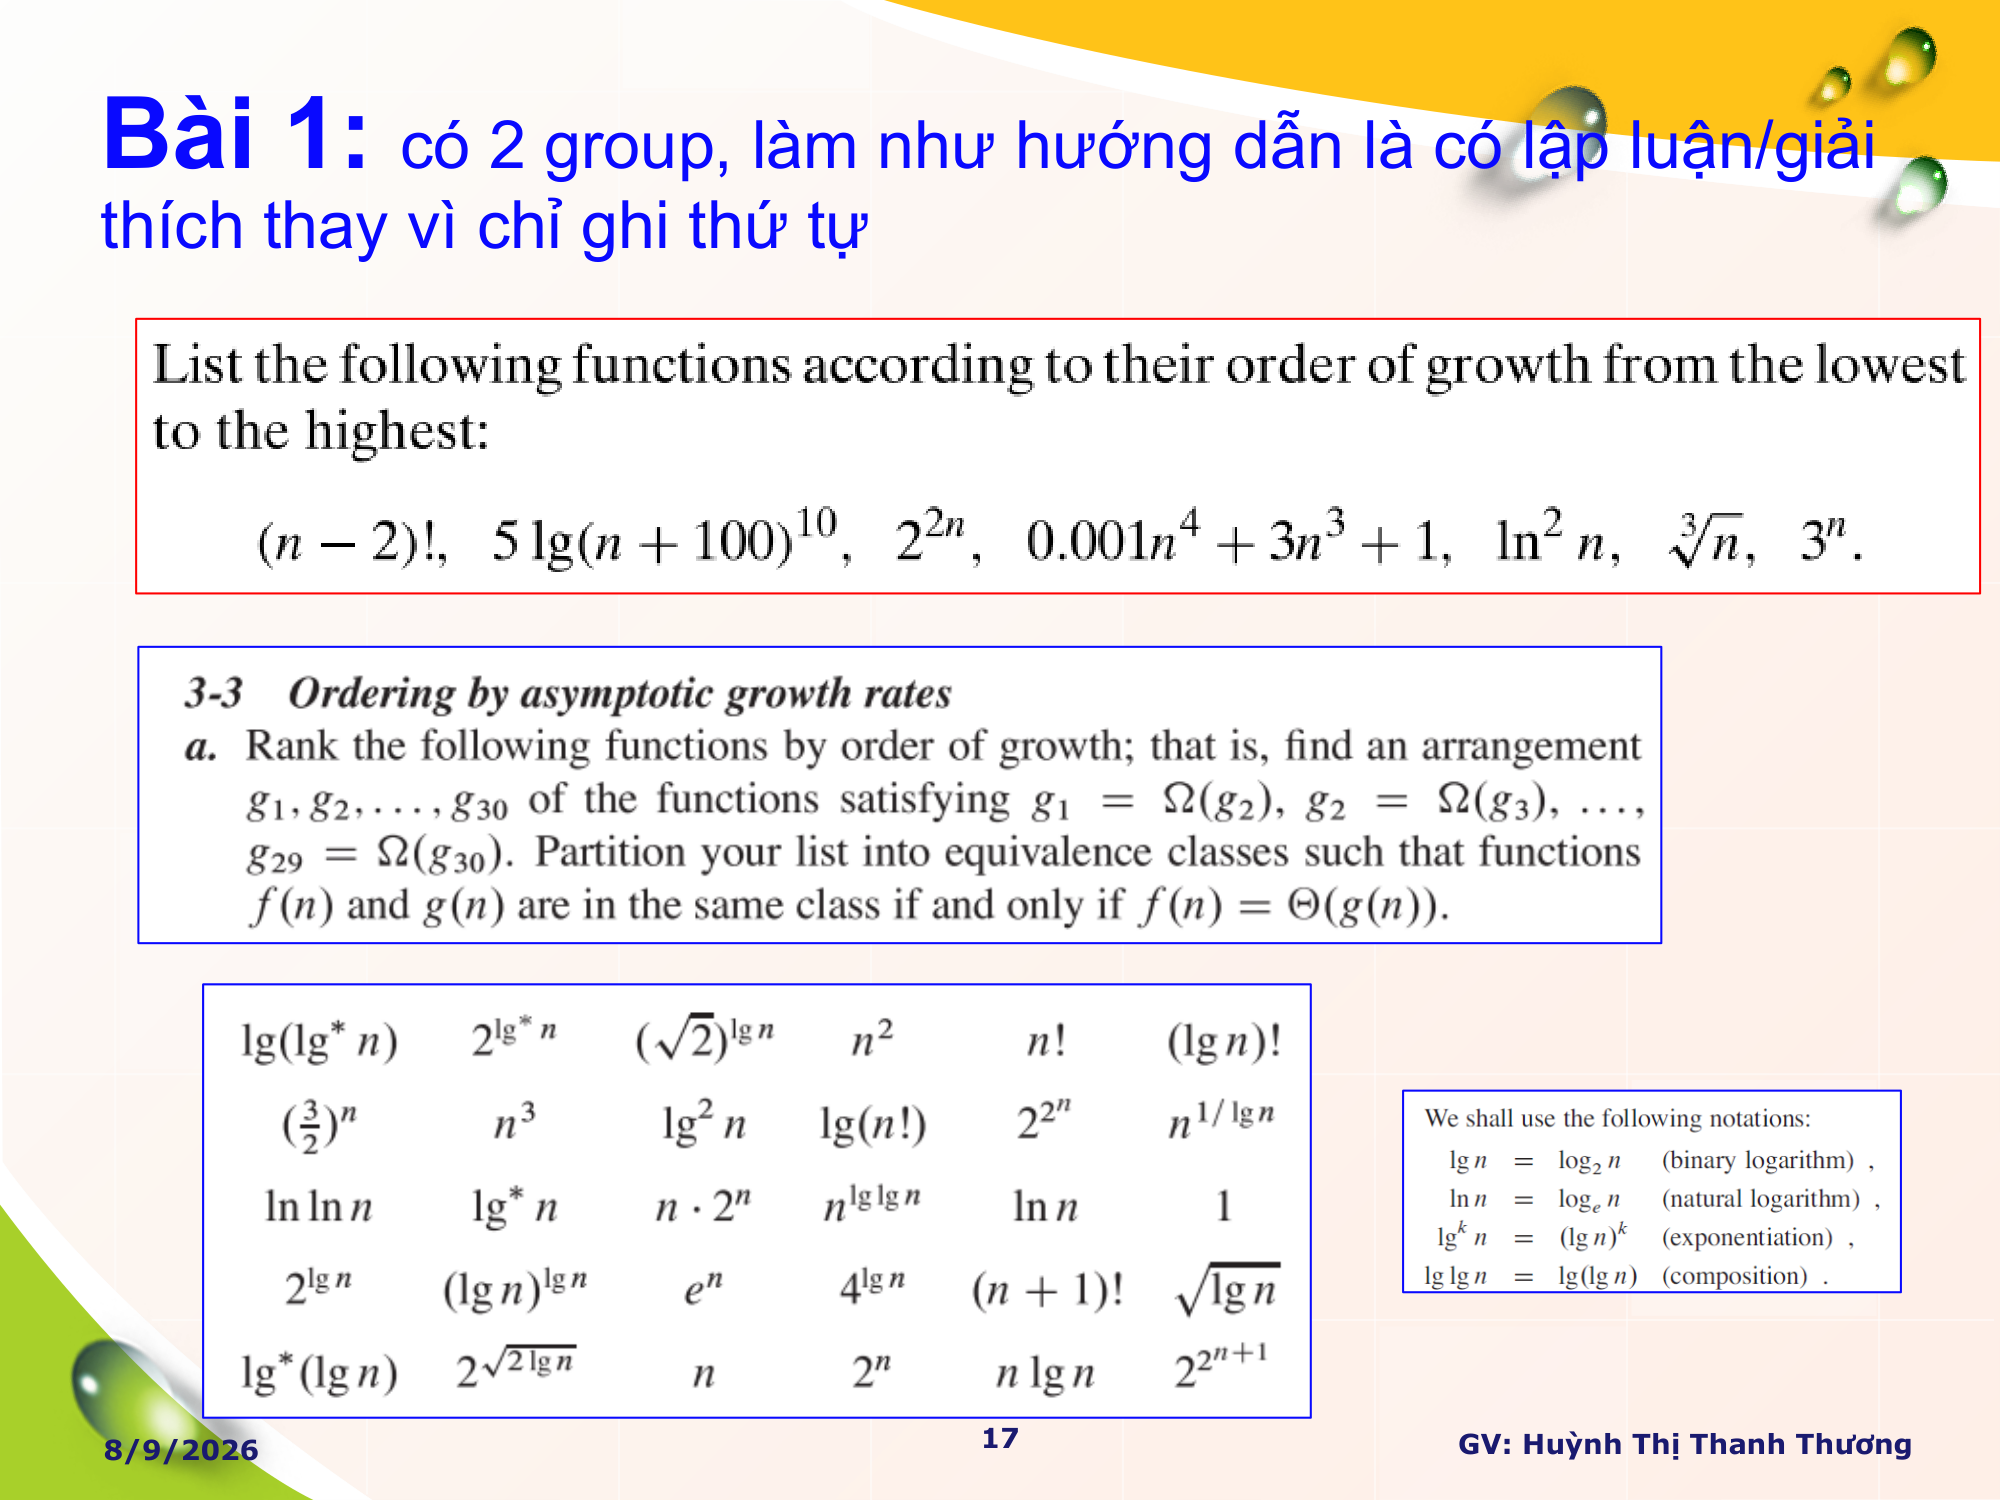 Bài 1: có 2 group, làm như hướng dẫn là có lập luận/giải
thích thay vì chỉ ghi thứ tự
List the following functions according to their order of growth from the lowest
to the highest:
(n − 2)!, 5 lg(n + 100)^10, 2^{2n}, 0.001n^4 + 3n^3 + 1, ln^2 n, ∛n, 3^n.
3-3 Ordering by asymptotic growth rates
a. Rank the following functions by order of growth; that is, find an arrangement
g₁, g₂, . . . , g₃₀ of the functions satisfying g₁ = Ω(g₂), g₂ = Ω(g₃), . . . ,
g₂₉ = Ω(g₃₀). Partition your list into equivalence classes such that functions
f(n) and g(n) are in the same class if and only if f(n) = Θ(g(n)).
lg(lg* n) 2^{lg* n} (√2)^{lg n} n^2 n! (lg n)!
(3/2)^n n^3 lg^2 n lg(n!) 2^{2^n} n^{1/lg n}
ln ln n lg* n n · 2^n n^{lg lg n} ln n 1
2^{lg n} (lg n)^{lg n} e^n 4^{lg n} (n + 1)! √(lg n)
lg*(lg n) 2^{√(2 lg n)} n 2^n n lg n 2^{2^{n+1}}
We shall use the following notations:
lg n = log₂ n (binary logarithm) ,
ln n = logₑ n (natural logarithm) ,
lg^k n = (lg n)^k (exponentiation) ,
lg lg n = lg(lg n) (composition) .
8/9/2026
17
GV: Huỳnh Thị Thanh Thương